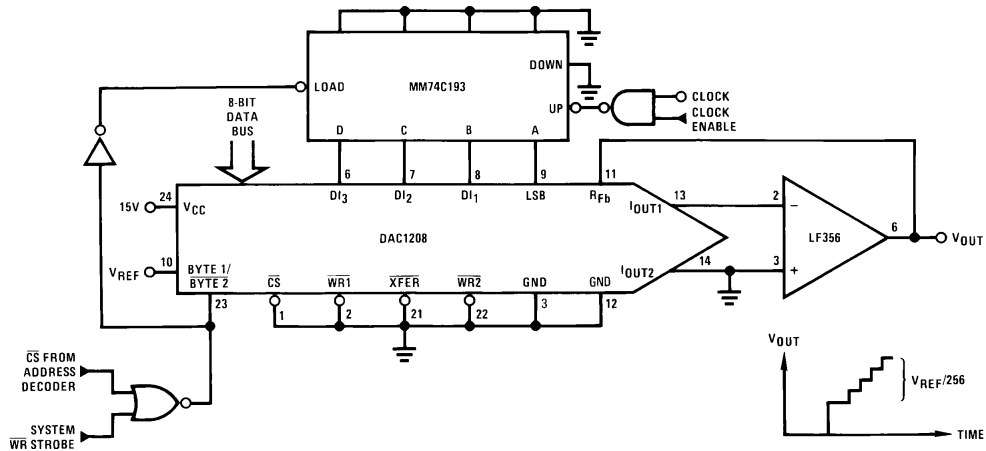 LOAD
MM74C193
DOWN
UP
D
C
B
A
CLOCK
CLOCK
ENABLE
8-BIT
DATA
BUS
6
7
8
9
11
DI3
DI2
DI1
LSB
RFb
24
15V
VCC
10
VREF
BYTE 1/
BYTE 2
23
DAC1208
IOUT1
13
IOUT2
14
CS
WR1
XFER
WR2
GND
GND
1
2
21
22
3
12
2
3
LF356
6
VOUT
CS FROM
ADDRESS
DECODER
SYSTEM
WR STROBE
VOUT
VREF/256
TIME